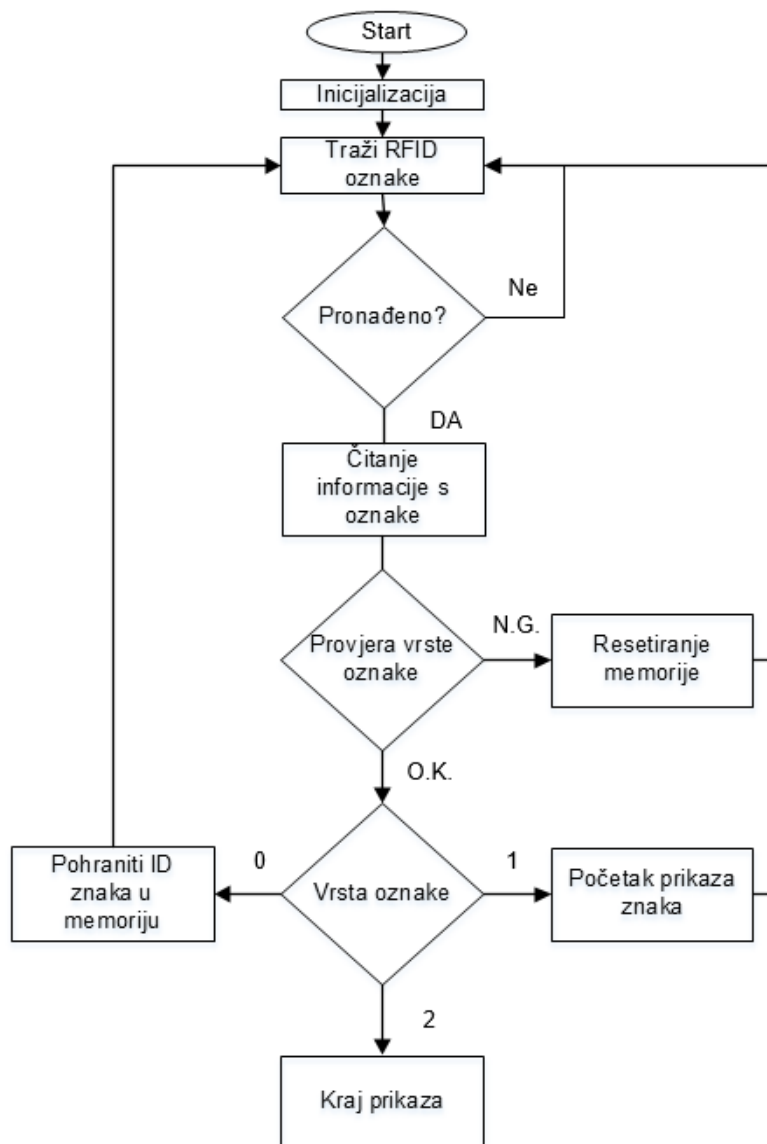 Start
Inicijalizacija
Traži RFID
oznake
Pronađeno?
Ne
DA
Čitanje
informacije s
oznake
Provjera vrste
oznake
N.G.
Resetiranje
memorije
O.K.
Pohraniti ID
znaka u
memoriju
0
Vrsta oznake
1
Početak prikaza
znaka
2
Kraj prikaza